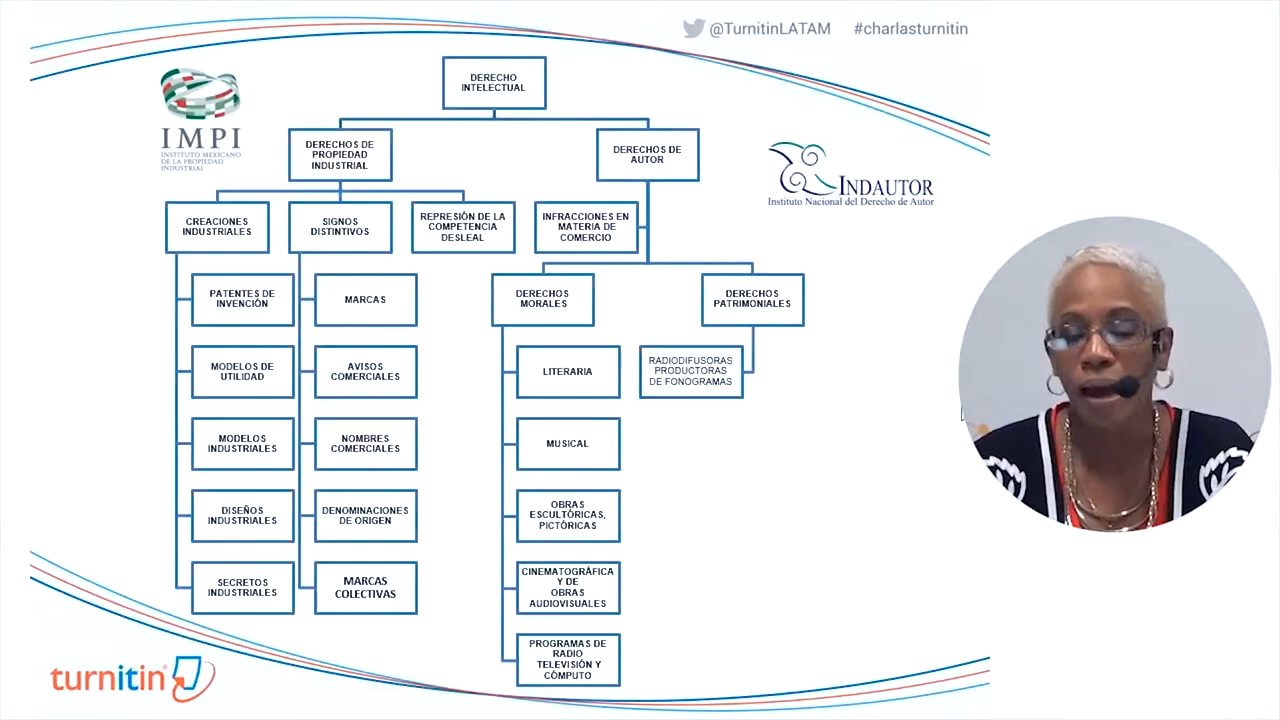 @TurnitinLATAM #charlasturnitin
DERECHO
INTELECTUAL
IMPI
INSTITUTO MEXICANO
DE LA PROPIEDAD
INDUSTRIAL
DERECHOS DE
PROPIEDAD
INDUSTRIAL
DERECHOS DE
AUTOR
INDAUTOR
Instituto Nacional del Derecho de Autor
CREACIONES
INDUSTRIALES
SIGNOS
DISTINTIVOS
REPRESIÓN DE LA
COMPETENCIA
DESLEAL
INFRACCIONES EN
MATERIA DE
COMERCIO
PATENTES DE
INVENCIÓN
MARCAS
DERECHOS
MORALES
DERECHOS
PATRIMONIALES
MODELOS DE
UTILIDAD
AVISOS
COMERCIALES
LITERARIA
RADIODIFUSORAS
PRODUCTORAS
DE FONOGRAMAS
MODELOS
INDUSTRIALES
NOMBRES
COMERCIALES
MUSICAL
DISEÑOS
INDUSTRIALES
DENOMINACIONES
DE ORIGEN
OBRAS
ESCULTÓRICAS,
PICTÓRICAS
SECRETOS
INDUSTRIALES
MARCAS
COLECTIVAS
CINEMATOGRÁFICA
Y DE
OBRAS
AUDIOVISUALES
PROGRAMAS DE
RADIO
TELEVISIÓN Y
CÓMPUTO
turnitin